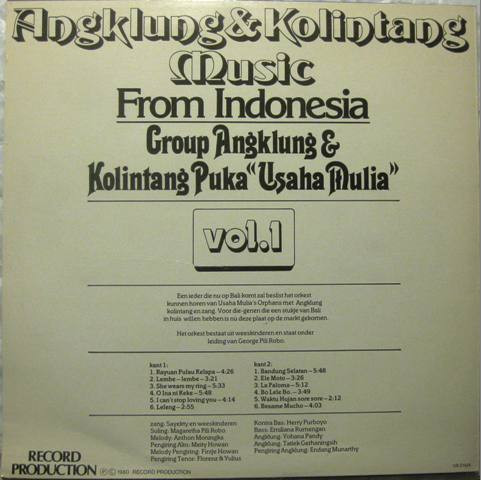 Angklung & Kolintang
Music
From Indonesia
Group Angklung &
Kolintang Puka "Usaha Mulia"
vol.1
Een ieder die nu op Bali komt zal beslist het orkest
kunnen horen van Usaha Mulia's Orphans met Angklung
kolintang en zang. Voor die-genen die een stukje van Bali
in huis willen hebben is nú deze plaat op de markt gekomen.
Het orkest bestaat uit weeskinderen en staat onder
leiding van George Pili Robo.
kant 1:
1. Rayuan Pulau Kelapa – 4:26
2. Lembe – lembe – 3:21
3. She wears my ring – 5:33
4. O Ina ni Keke – 5:48
5. I can't stop loving you – 4:14
6. Leleng – 2:55
kant 2:
1. Bandung Selatan – 5:48
2. Ele Moto – 3:26
3. La Paloma – 5:12
4. Bo Lele Bo. – 3:49
5. Waktu Hujan sore sore – 2:12
6. Besame Mucho – 4:03
zang: Sayekty en weeskinderen
Suling: Magaretha Pili Robo
Melody: Anthon Moningka
Pengiring Alto: Meity Howan
Melody Pengiring: Fintje Howan
Pengiring Tenor: Florenz & Yulius
Kontra Bas: Herry Purboyo
Bass: Emiliana Rumengan
Angklung: Yohana Pandy
Angklung: Tatiek Gerhaningsih
Pengiring Angklung: Endang Munarthy
RECORD
PRODUCTION
℗ © 1980 RECORD PRODUCTION